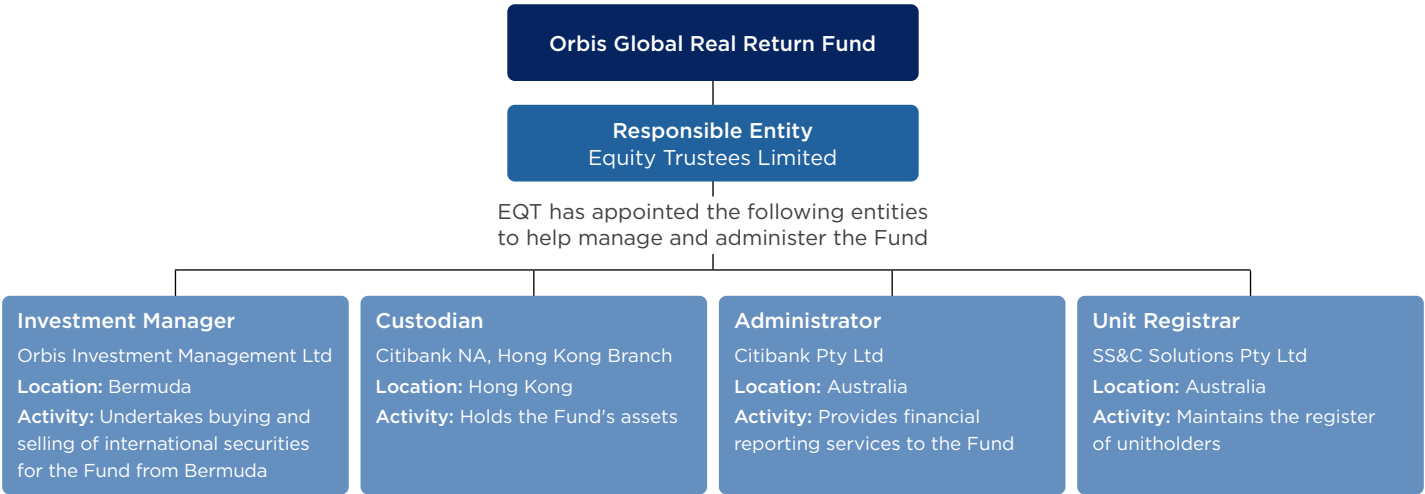 Orbis Global Real Return Fund
Responsible Entity
Equity Trustees Limited
EQT has appointed the following entities
to help manage and administer the Fund
Investment Manager
Orbis Investment Management Ltd
Location: Bermuda
Activity: Undertakes buying and
selling of international securities
for the Fund from Bermuda
Custodian
Citibank NA, Hong Kong Branch
Location: Hong Kong
Activity: Holds the Fund's assets
Administrator
Citibank Pty Ltd
Location: Australia
Activity: Provides financial
reporting services to the Fund
Unit Registrar
SS&C Solutions Pty Ltd
Location: Australia
Activity: Maintains the register
of unitholders